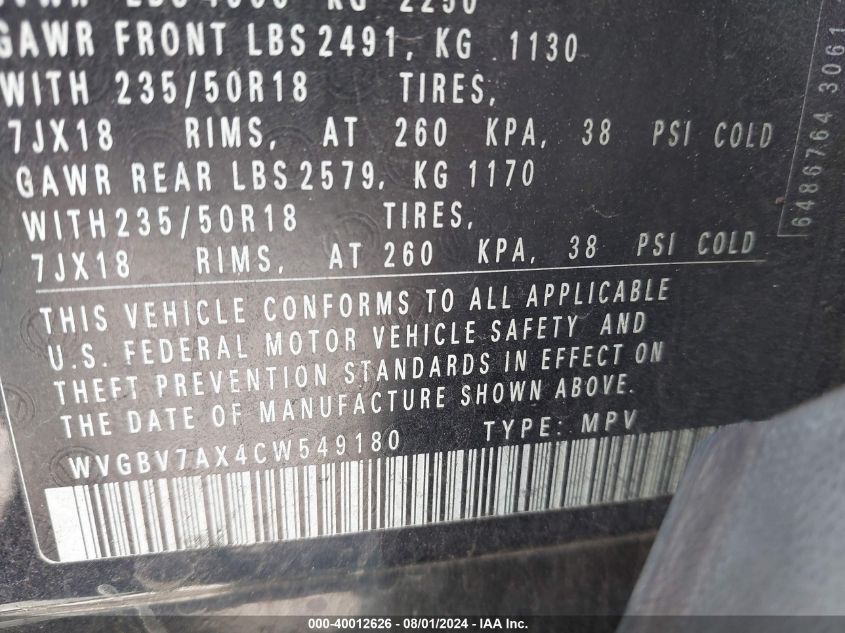 GAWR FRONT LBS 2491, KG 1130
WITH 235/50R18 TIRES,
7JX18 RIMS, AT 260 KPA, 38 PSI COLD
GAWR REAR LBS 2579, KG 1170
WITH 235/50R18 TIRES,
7JX18 RIMS, AT 260 KPA, 38 PSI COLD
THIS VEHICLE CONFORMS TO ALL APPLICABLE
U.S. FEDERAL MOTOR VEHICLE SAFETY AND
THEFT PREVENTION STANDARDS IN EFFECT ON
THE DATE OF MANUFACTURE SHOWN ABOVE.
WVGBV7AX4CW549180 TYPE: MPV
6486764 3061
000-40012626 - 08/01/2024 - IAA Inc.